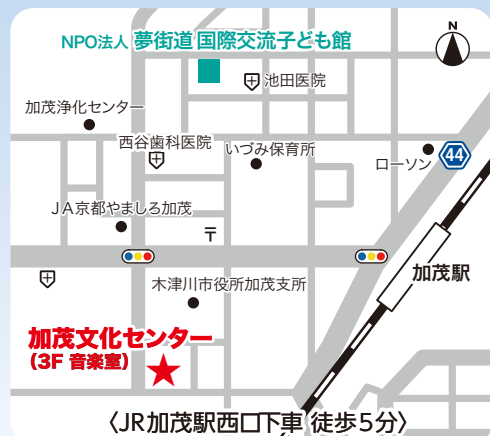 N
NPO法人 夢街道 国際交流子ども館
池田医院
加茂浄化センター
西谷歯科医院
いづみ保育所
ローソン
44
JA京都やましろ加茂
〒
加茂駅
木津川市役所加茂支所
加茂文化センター
(3F 音楽室)
〈JR加茂駅西口下車 徒歩5分〉